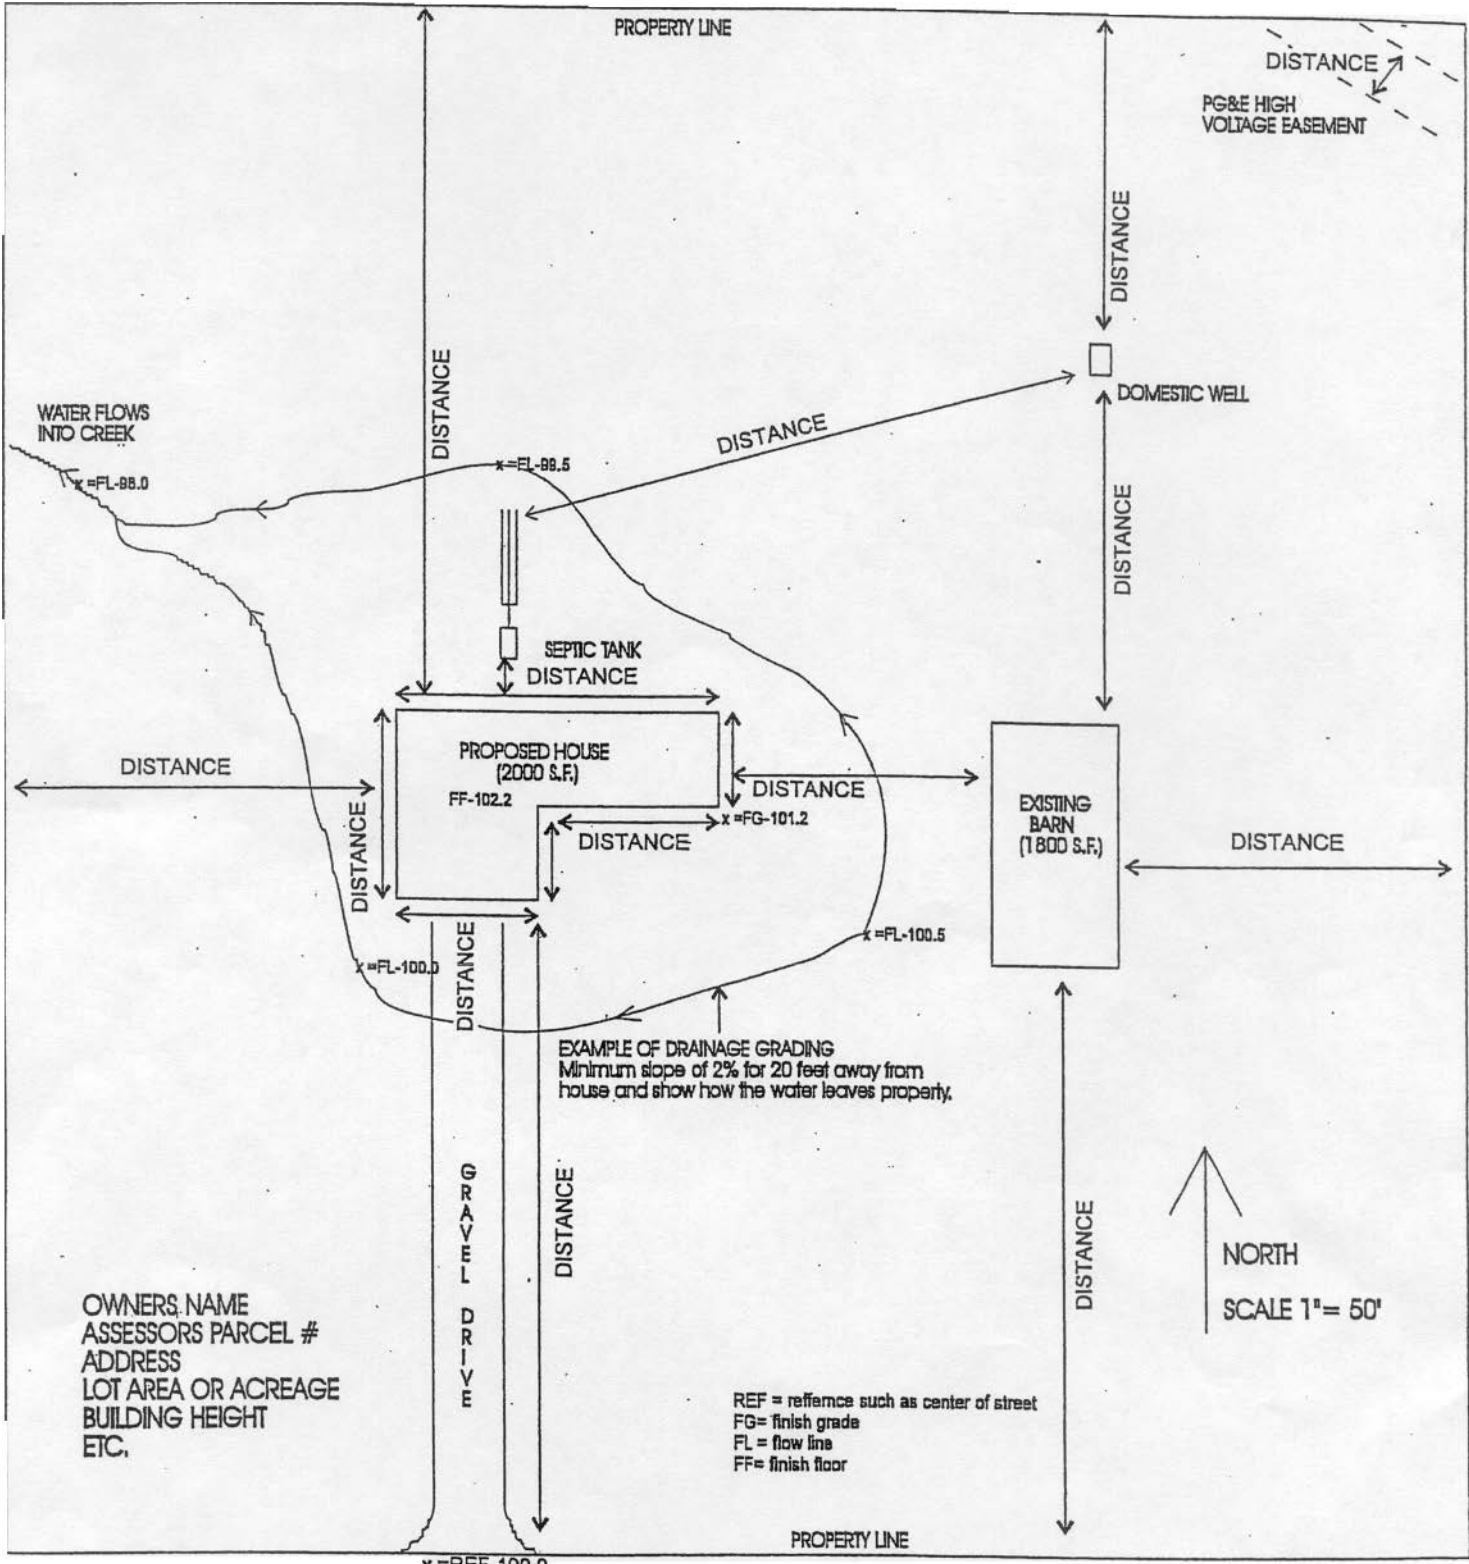 PROPERTY LINE
DISTANCE
PG&E HIGH
VOLTAGE EASEMENT
DISTANCE
DISTANCE
DOMESTIC WELL
WATER FLOWS
INTO CREEK
DISTANCE
x =FL-99.5
x =FL-98.0
DISTANCE
SEPTIC TANK
DISTANCE
PROPOSED HOUSE
(2000 S.F.)
FF-102.2
DISTANCE
DISTANCE
DISTANCE
DISTANCE
x =FG-101.2
EXISTING
BARN
(1800 S.F.)
DISTANCE
DISTANCE
x =FL-100.5
x =FL-100.0
EXAMPLE OF DRAINAGE GRADING
Minimum slope of 2% for 20 feet away from
house and show how the water leaves property.
GRAVEL DRIVE
DISTANCE
DISTANCE
NORTH
SCALE 1"= 50'
OWNERS NAME
ASSESSORS PARCEL #
ADDRESS
LOT AREA OR ACREAGE
BUILDING HEIGHT
ETC.
REF = reffernce such as center of street
FG= finish grade
FL = flow line
FF= finish floor
PROPERTY LINE
x =REF-100.0